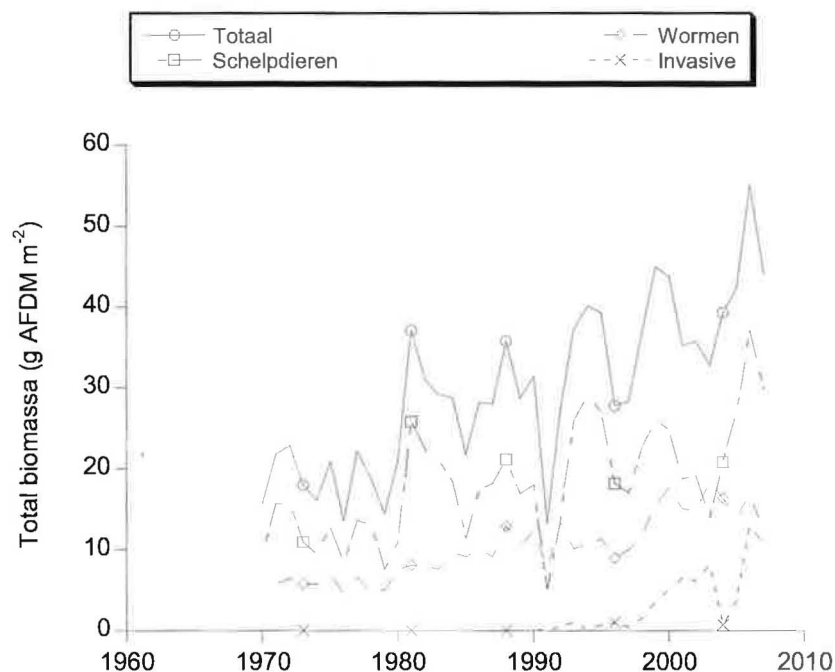 Totaal
Schelpdieren
Wormen
Invasive
Total biomassa (g AFDM m⁻²)
60
50
40
30
20
10
0
1960
1970
1980
1990
2000
2010